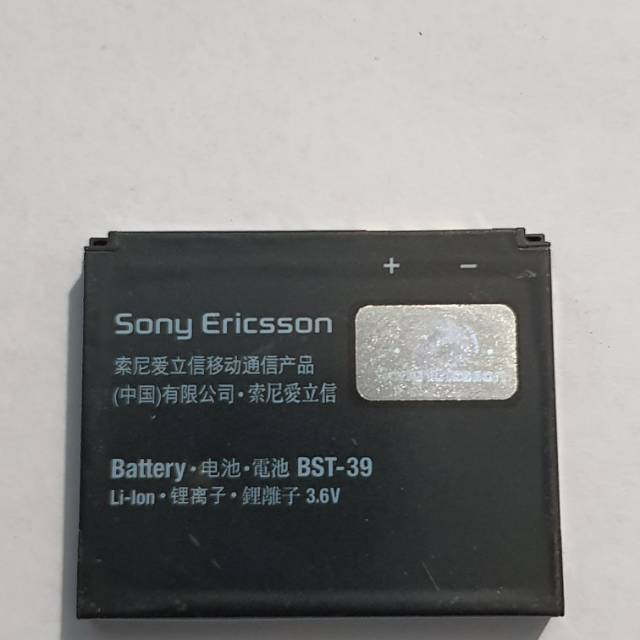 + −
Sony Ericsson
索尼爱立信移动通信产品
(中国)有限公司·索尼愛立信
Battery·电池·電池 BST-39
Li-Ion·锂离子·鋰離子 3.6V